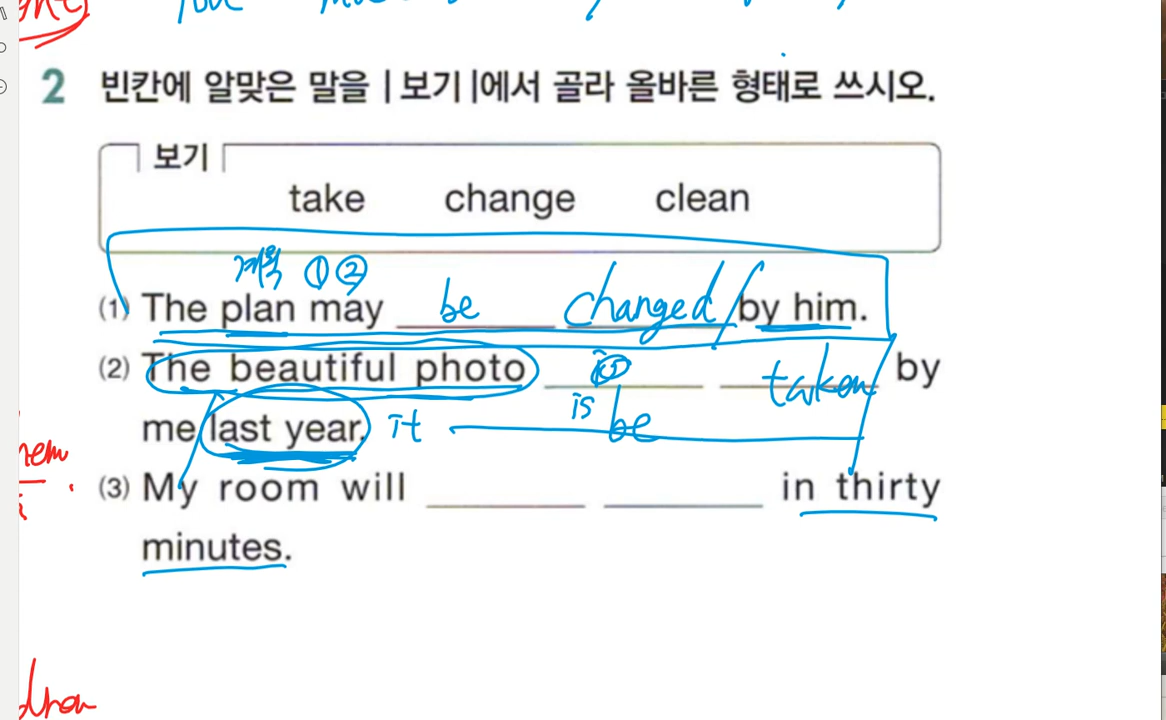 2 빈칸에 알맞은 말을 | 보기 |에서 골라 올바른 형태로 쓰시오.
보기
take change clean
계획 ① ②
(1) The plan may be changed by him.
(2) The beautiful photo taken by
is be
me last year. it
(3) My room will ______ ______ in thirty
minutes.